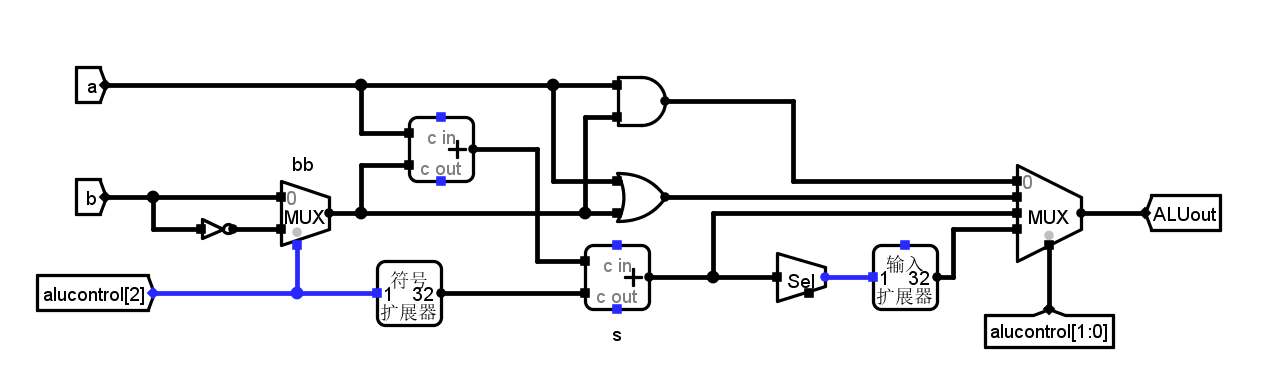 a
c in
+
c out
bb
b
0
MUX
0
MUX
ALUout
alucontrol[2]
符号
1 32
扩展器
c in
+
c out
s
Sel
输入
1 32
扩展器
alucontrol[1:0]